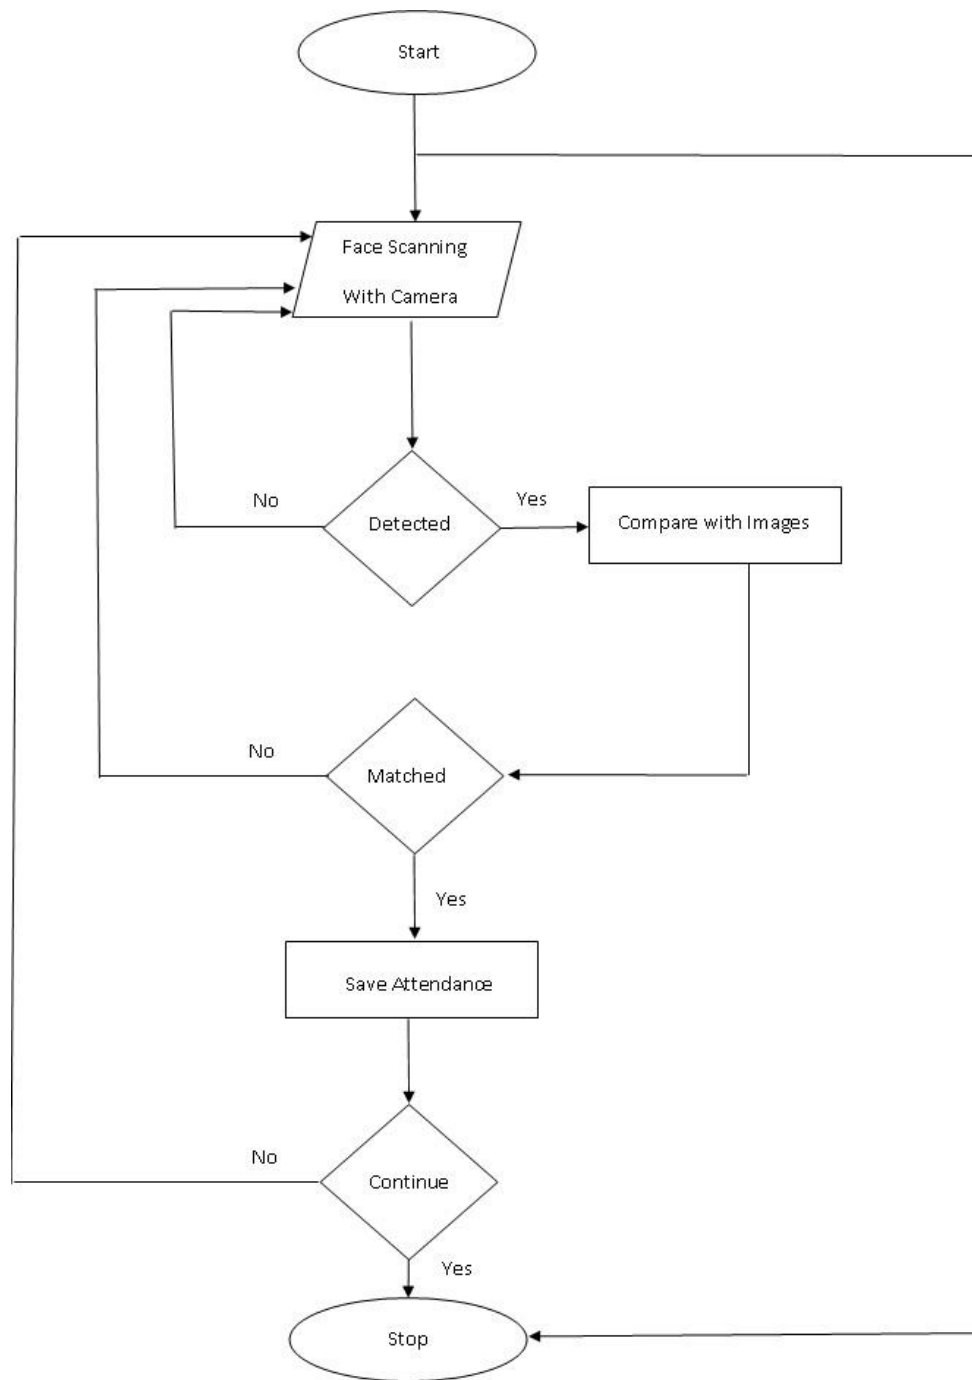 Start
Face Scanning
With Camera
No
Yes
Detected
Compare with Images
No
Matched
Yes
Save Attendance
No
Continue
Yes
Stop